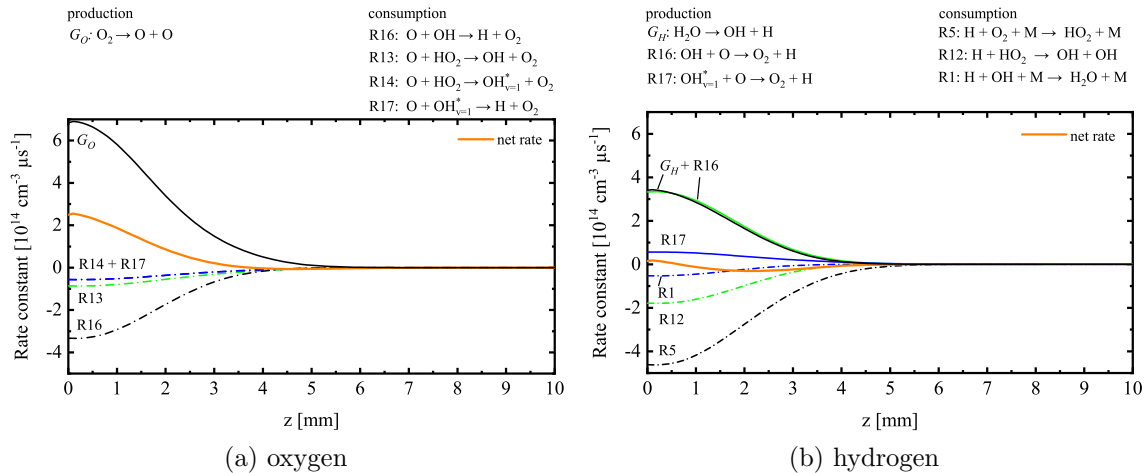 production
G_O: O₂ → O + O
consumption
R16: O + OH → H + O₂
R13: O + HO₂ → OH + O₂
R14: O + HO₂ → OH*ᵥ₌₁ + O₂
R17: O + OH*ᵥ₌₁ → H + O₂
G_O
net rate
R14 + R17
R13
R16
6
4
2
0
-2
-4
Rate constant [10¹⁴ cm⁻³ μs⁻¹]
0 1 2 3 4 5 6 7 8 9 10
z [mm]
(a) oxygen
production
G_H: H₂O → OH + H
R16: OH + O → O₂ + H
R17: OH*ᵥ₌₁ + O → O₂ + H
consumption
R5: H + O₂ + M → HO₂ + M
R12: H + HO₂ → OH + OH
R1: H + OH + M → H₂O + M
net rate
G_H + R16
R17
R1
R12
R5
6
4
2
0
-2
-4
Rate constant [10¹⁴ cm⁻³ μs⁻¹]
0 1 2 3 4 5 6 7 8 9 10
z [mm]
(b) hydrogen